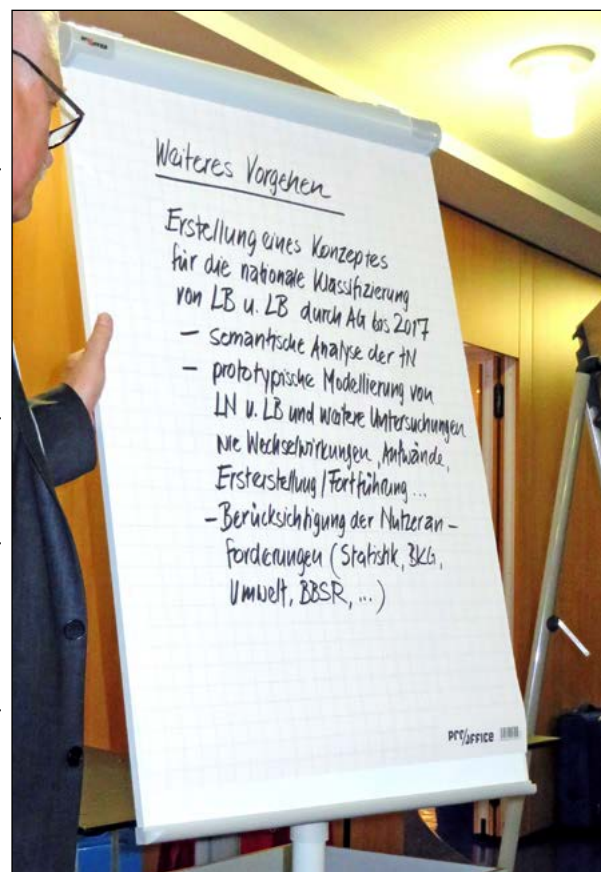 Weiteres Vorgehen
Erstellung eines Konzeptes
für die nationale Klassifizierung
von LB u. LB durch AG bis 2017
– semantische Analyse der tN
– prototypische Modellierung von
LN u. LB und weitere Untersuchungen
wie Wechselwirkungen, Aufwände,
Ersterstellung/Fortführung...
– Berücksichtigung der Nutzeran–
forderungen (Statistik, BKG,
Umwelt, BBSR, ...)
pro/office